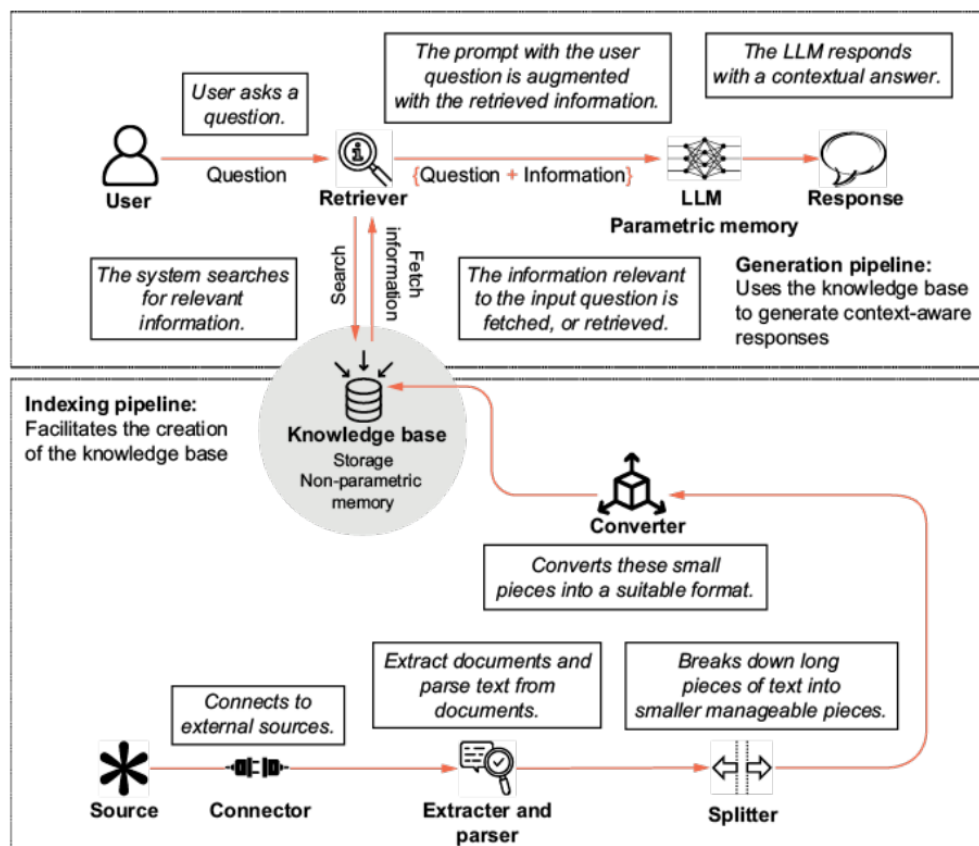 User asks a
question.
The prompt with the user
question is augmented
with the retrieved information.
The LLM responds
with a contextual answer.
Question
{Question + Information}
User
Retriever
LLM
Parametric memory
Response
The system searches
for relevant
information.
Search
Fetch
information
The information relevant
to the input question is
fetched, or retrieved.
Generation pipeline:
Uses the knowledge base
to generate context-aware
responses
Indexing pipeline:
Facilitates the creation
of the knowledge base
Knowledge base
Storage
Non-parametric
memory
Converter
Converts these small
pieces into a suitable format.
Connects to
external sources.
Extract documents and
parse text from
documents.
Breaks down long
pieces of text into
smaller manageable pieces.
Source
Connector
Extracter and
parser
Splitter